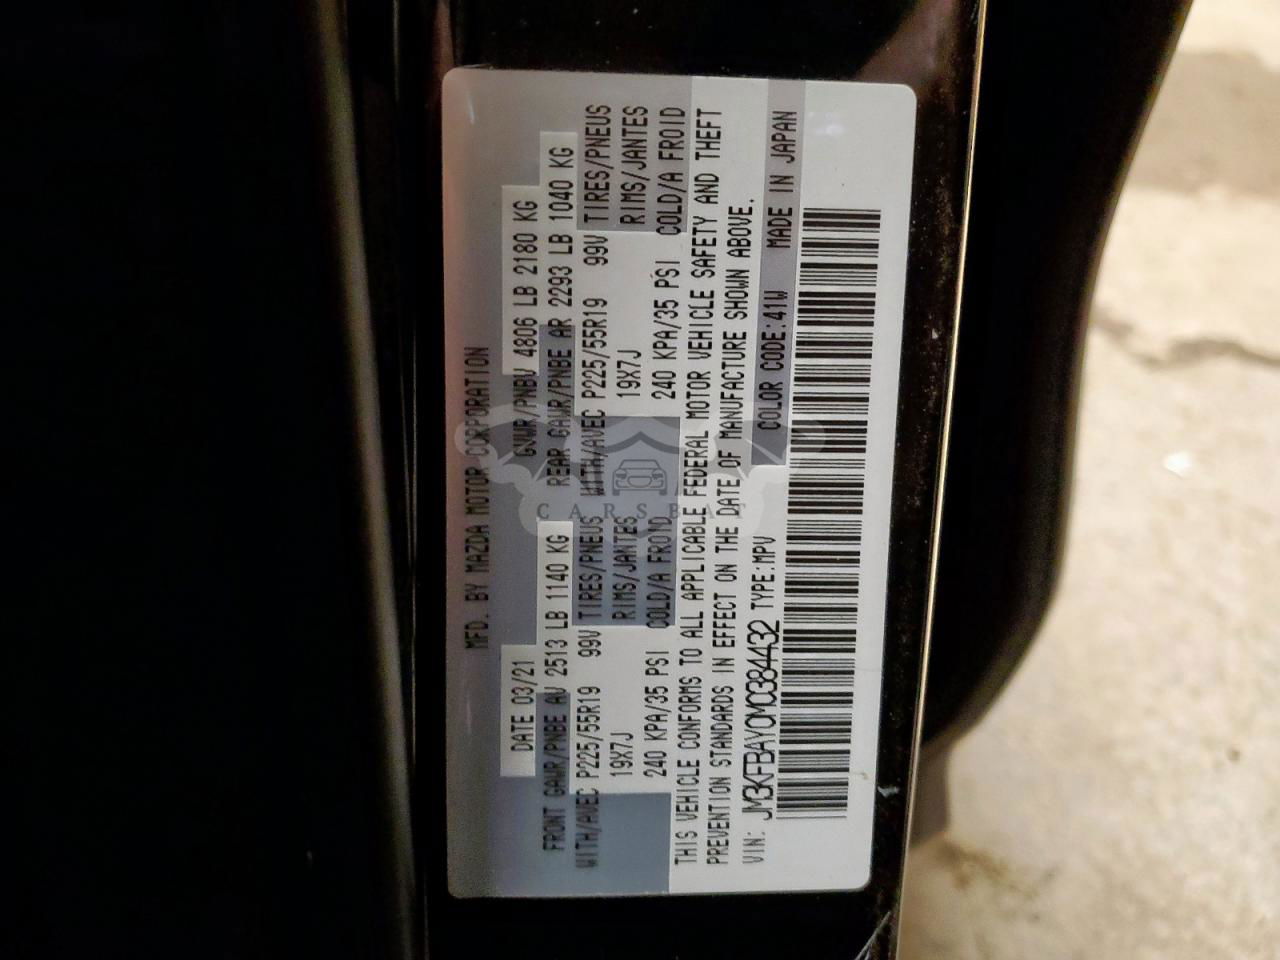 MFD. BY MAZDA MOTOR CORPORATION
DATE 03/21 GVWR/PNBV 4806 LB 2180 KG
FRONT GAWR/PNBE AV 2513 LB 1140 KG REAR GAWR/PNBE AR 2293 LB 1040 KG
WITH/AVEC P225/55R19 99V TIRES/PNEUS WITH/AVEC P225/55R19 99V TIRES/PNEUS
19X7J RIMS/JANTES 19X7J RIMS/JANTES
240 KPA/35 PSI COLD/A FROID 240 KPA/35 PSI COLD/A FROID
THIS VEHICLE CONFORMS TO ALL APPLICABLE FEDERAL MOTOR VEHICLE SAFETY AND THEFT
PREVENTION STANDARDS IN EFFECT ON THE DATE OF MANUFACTURE SHOWN ABOVE.
VIN: JM3KFBAY0M0384432 TYPE:MPV COLOR CODE:41W MADE IN JAPAN
CARSBAT